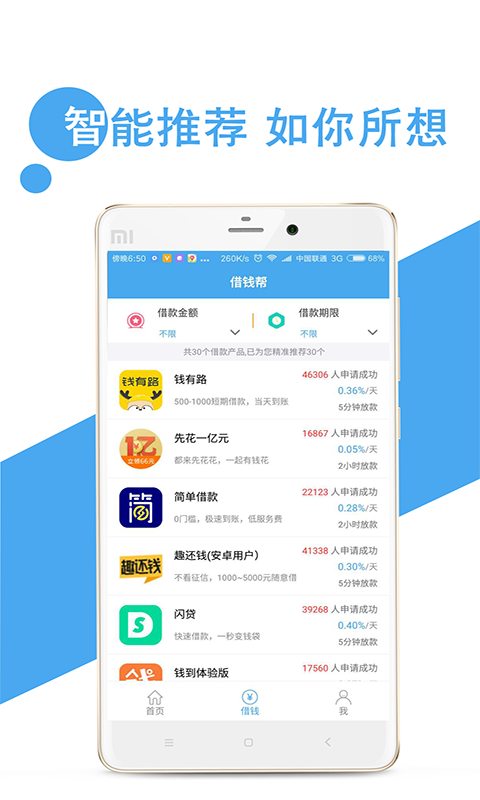 智能推荐 如你所想
mi
傍晚6:50 ... 260K/s 中国联通 3G 68%
借钱帮
借款金额 借款期限
不限 不限
共30个借款产品,已为您精准推荐30个
钱有路
钱有路
500-1000短期借款，当天到账
46306 人申请成功
0.36%/天
5分钟放款
1亿
立借66元
先花一亿元
都来先花花，一起有钱花
16867 人申请成功
0.05%/天
2小时放款
简
简单借款
0门槛，极速到账，低服务费
22123 人申请成功
0.28%/天
2小时放款
趣还钱
趣还钱(安卓用户）
不看征信，1000~5000元随意借
41338 人申请成功
0.30%/天
5分钟放款
闪贷
快速借款，一秒变钱袋
39268 人申请成功
0.40%/天
5分钟放款
钱到体验版
17560 人申请成功
首页 借钱 我